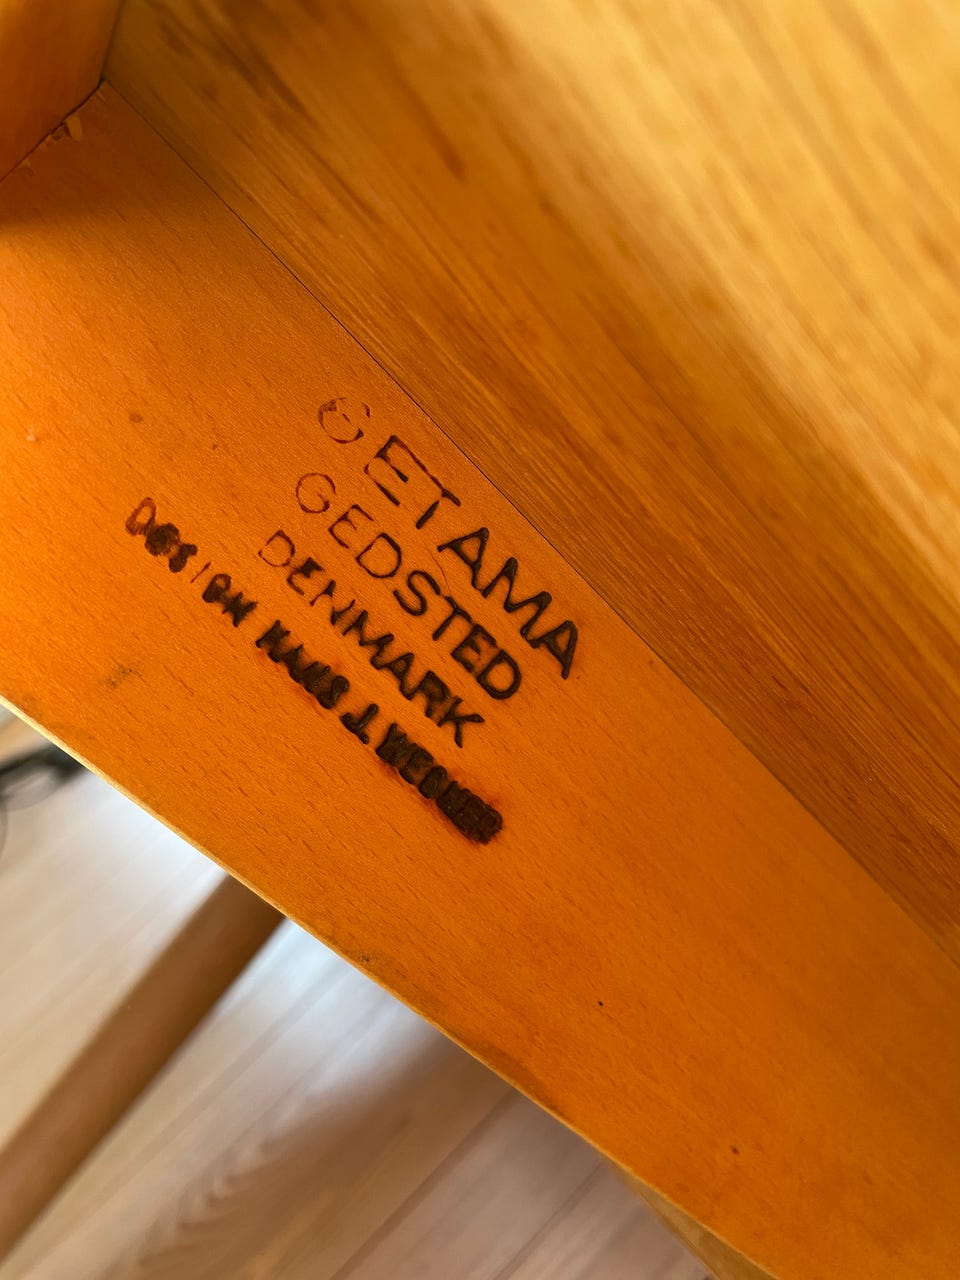 GETAMA
GEDSTED
DENMARK
DESIGN HANS J. WEGNER